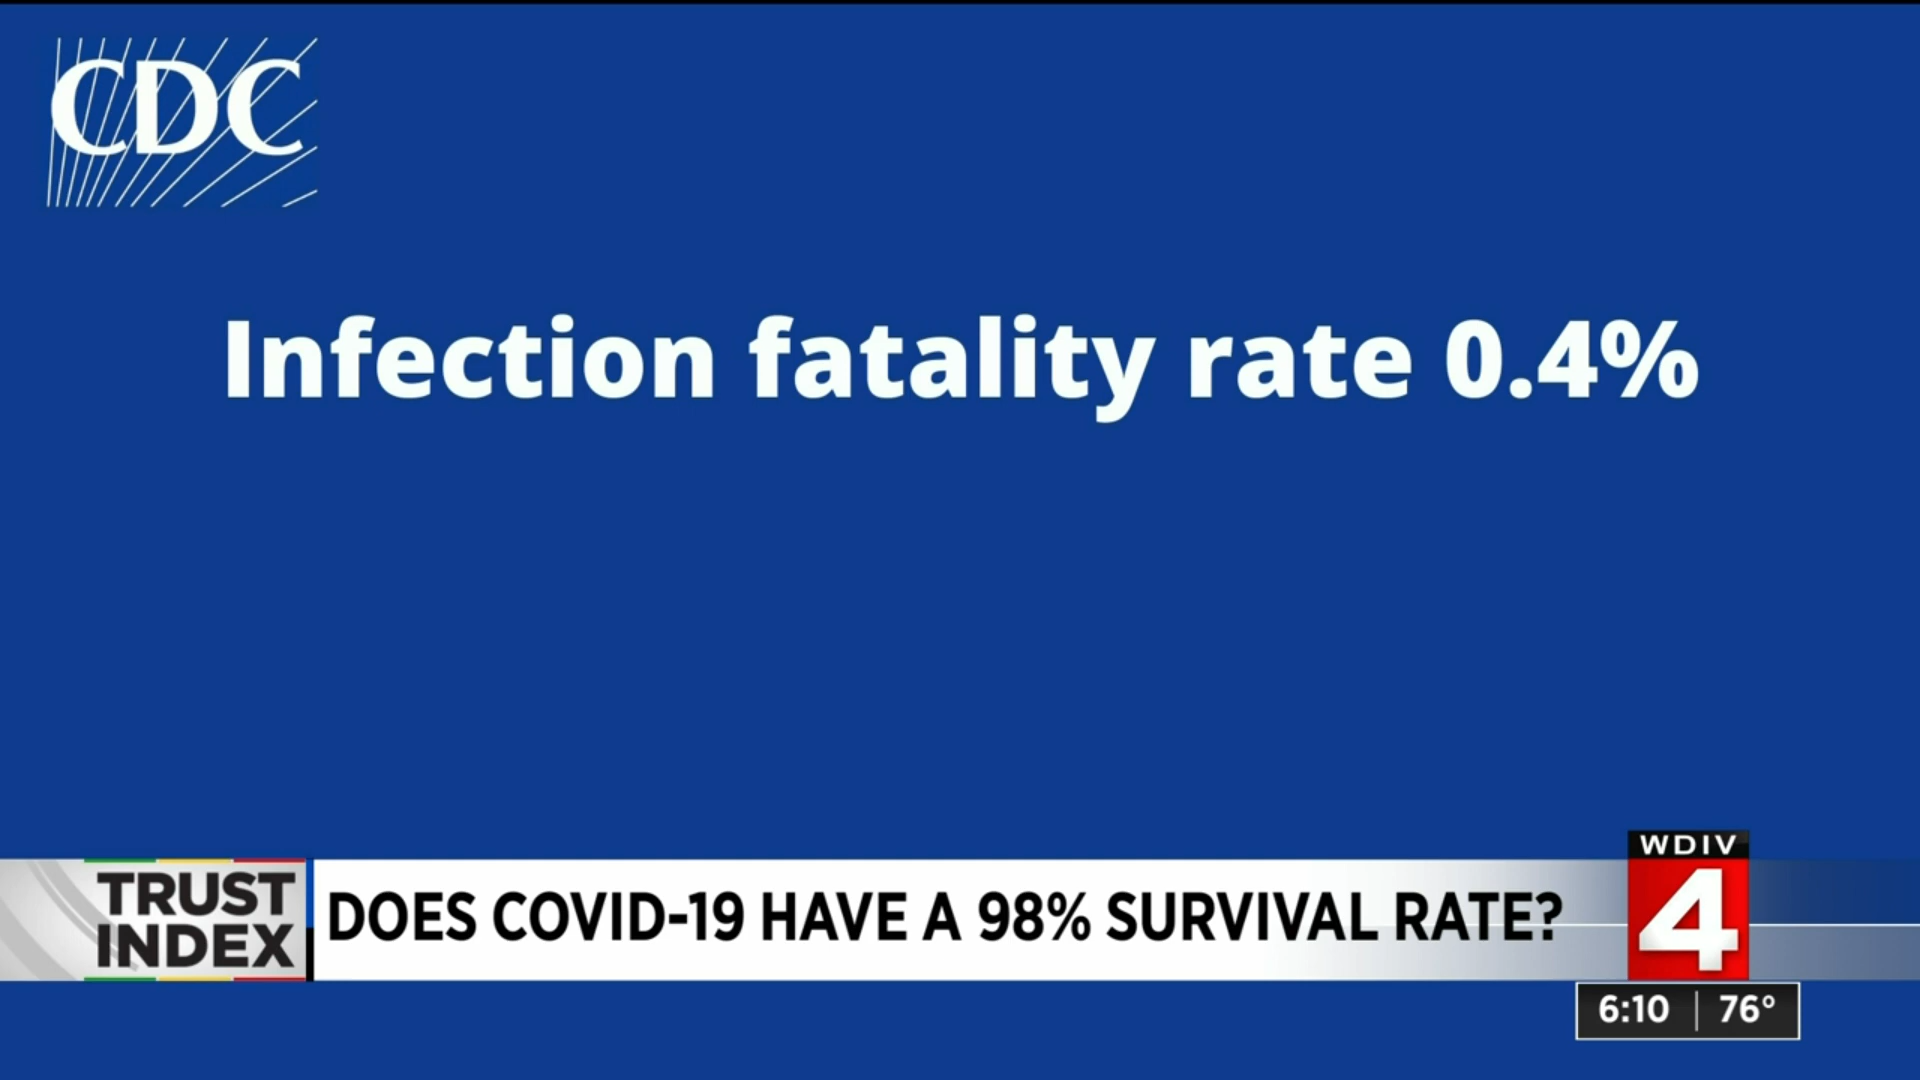 CDC
Infection fatality rate 0.4%
TRUST
INDEX
DOES COVID-19 HAVE A 98% SURVIVAL RATE?
WDIV
4
6:10 | 76°